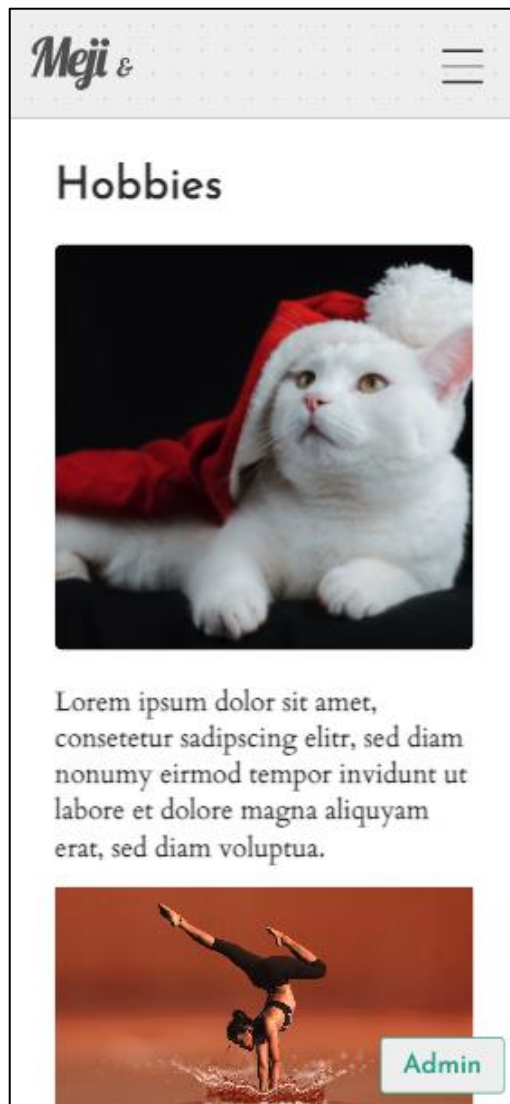 Meji &
Hobbies
Lorem ipsum dolor sit amet,
consetetur sadipscing elitr, sed diam
nonumy eirmod tempor invidunt ut
labore et dolore magna aliquyam
erat, sed diam voluptua.
Admin